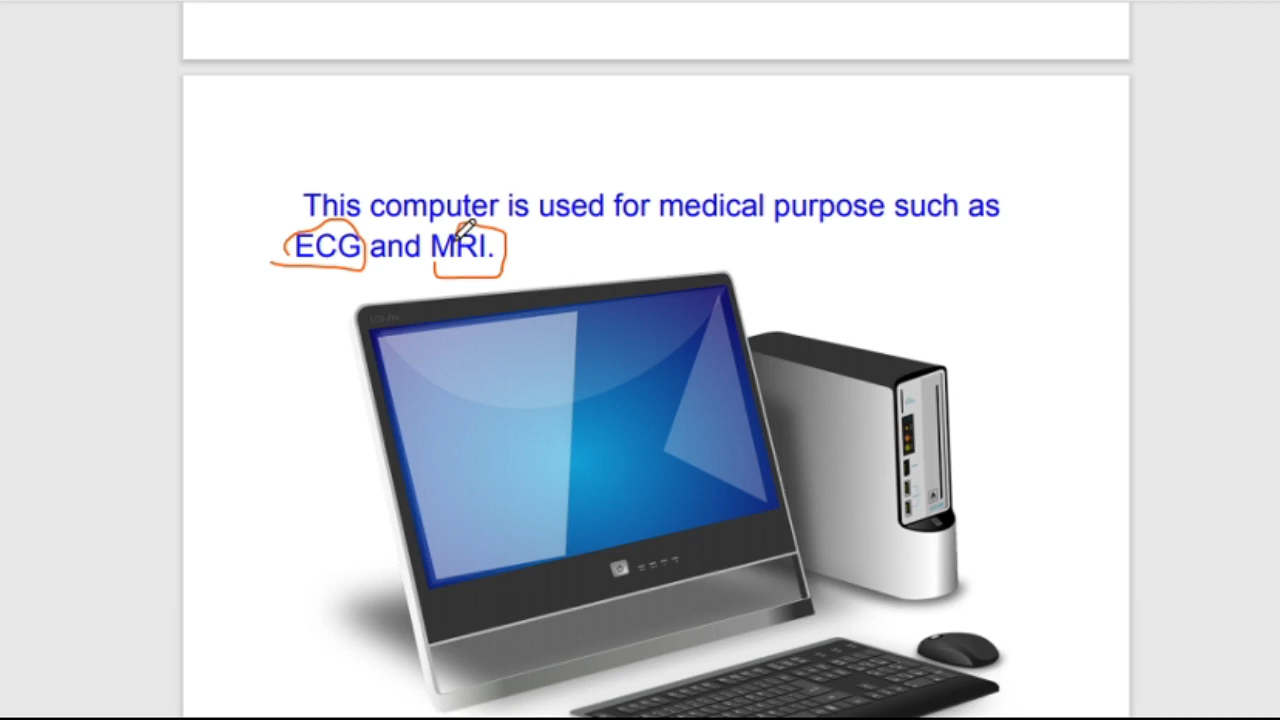 This computer is used for medical purpose such as
ECG and MRI.